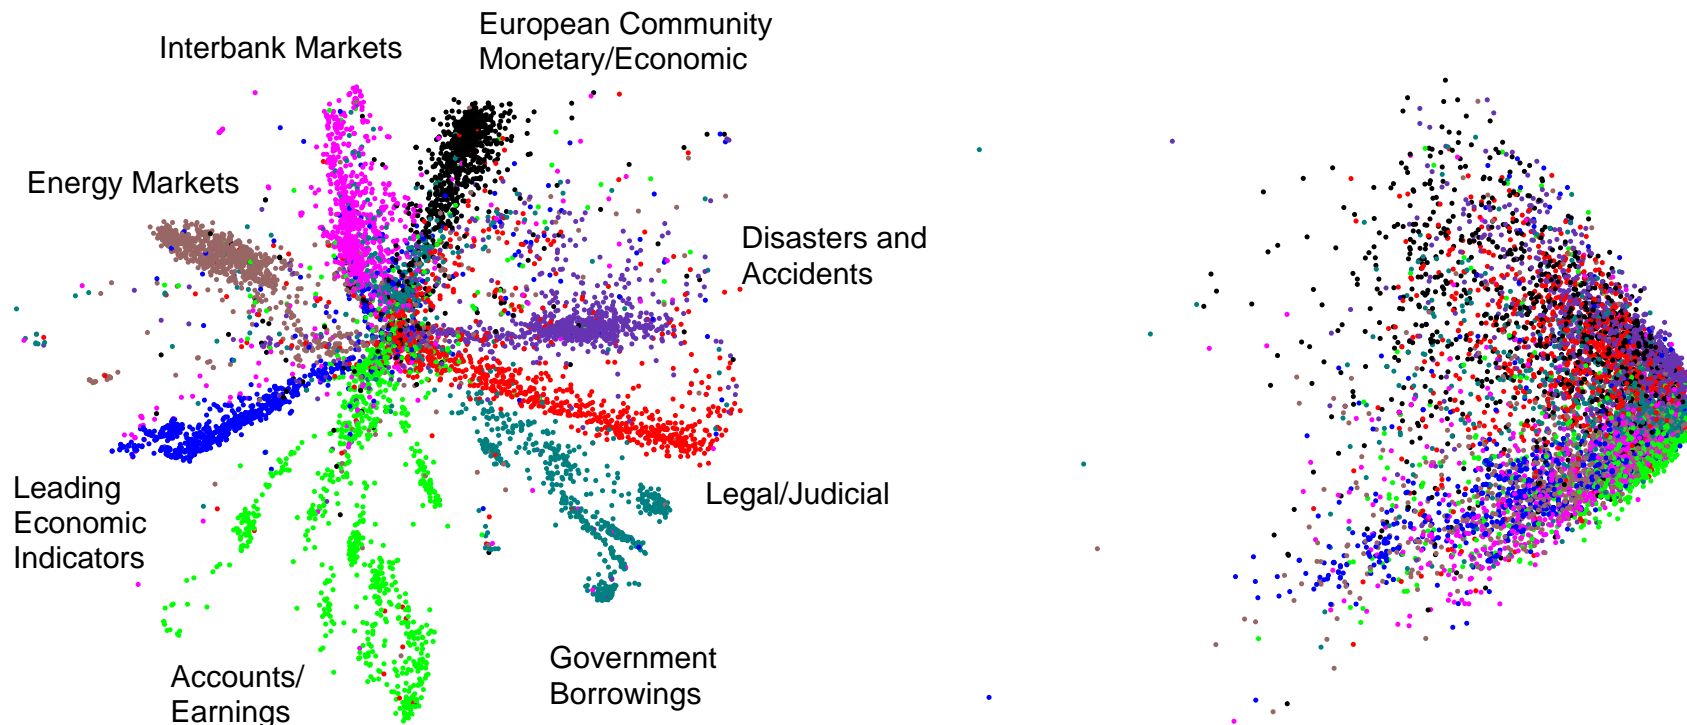 European Community
Monetary/Economic
Interbank Markets
Energy Markets
Disasters and
Accidents
Leading
Economic
Indicators
Legal/Judicial
Government
Borrowings
Accounts/
Earnings